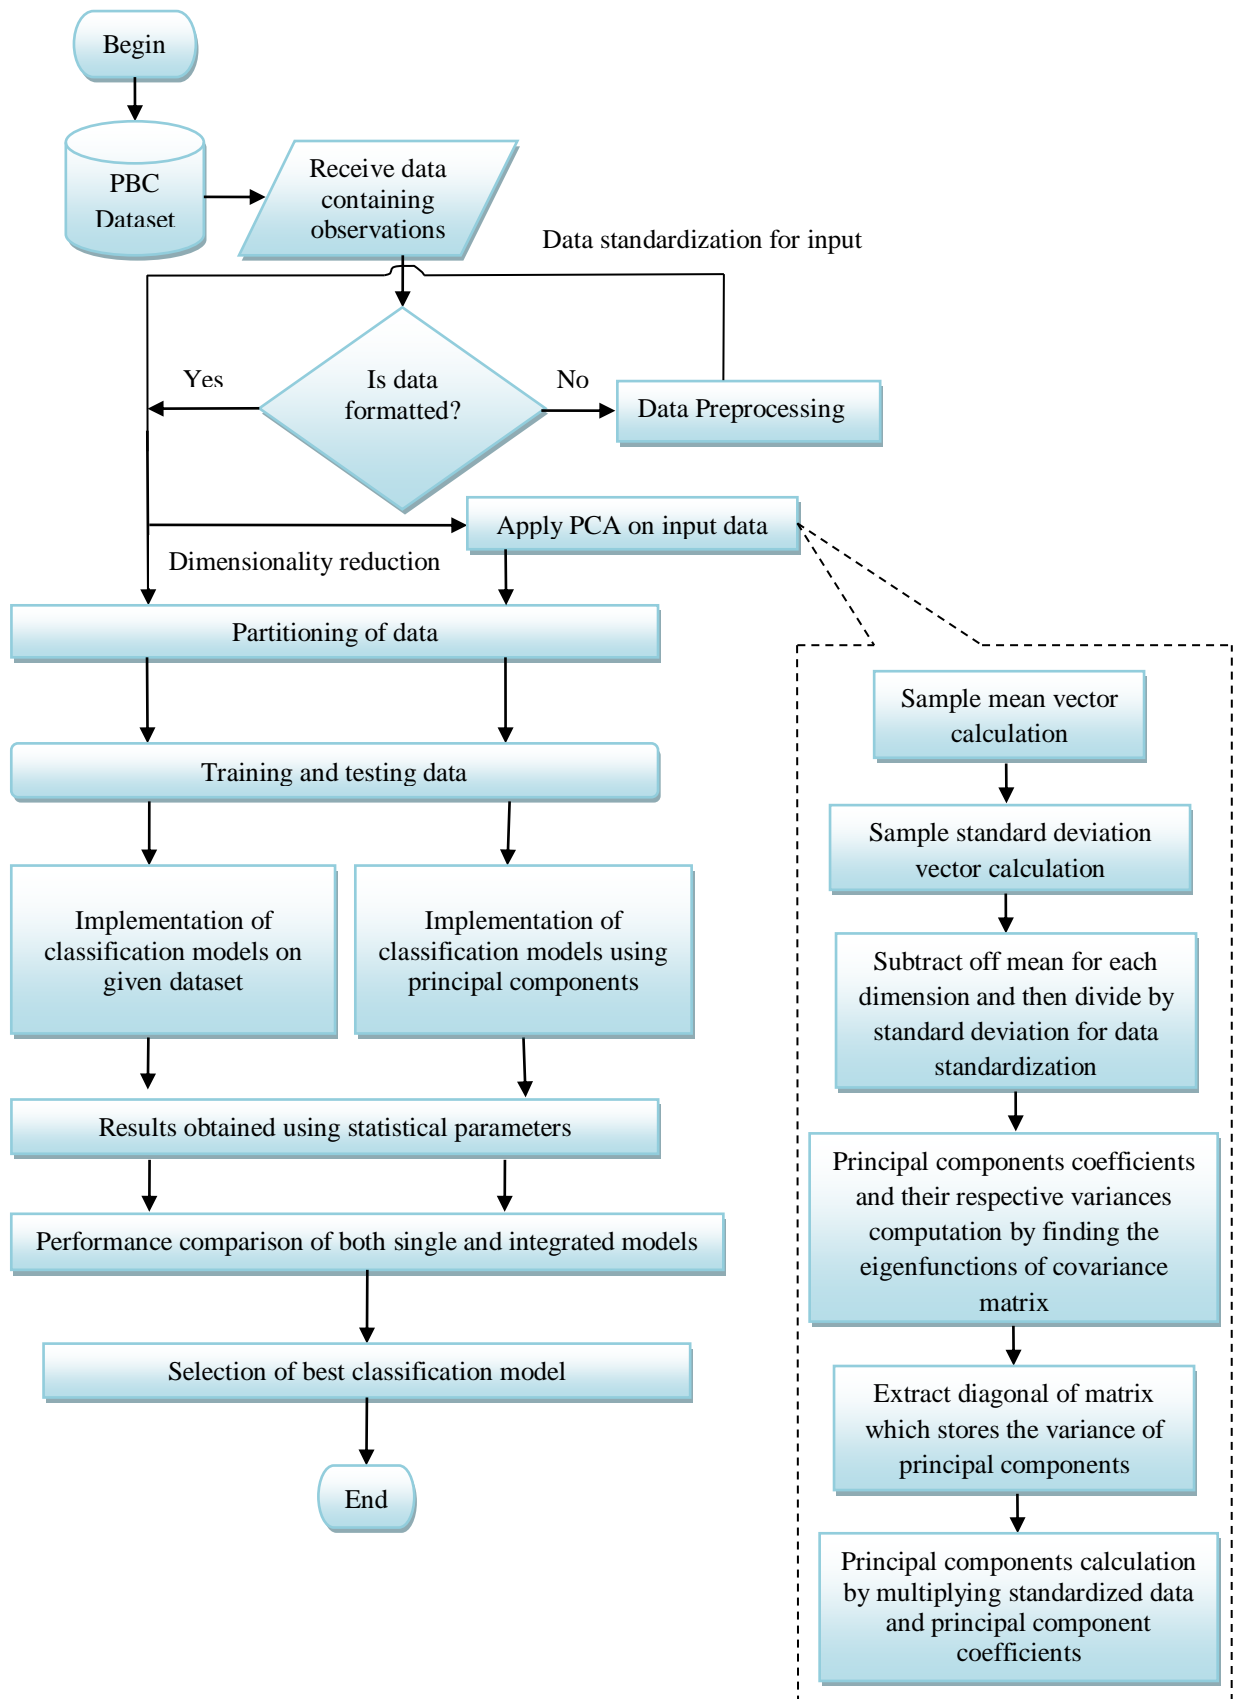 Begin
PBC
Dataset
Receive data
containing
observations
Data standardization for input
Yes
Is data
formatted?
No
Data Preprocessing
Apply PCA on input data
Dimensionality reduction
Partitioning of data
Training and testing data
Implementation of
classification models on
given dataset
Implementation of
classification models using
principal components
Results obtained using statistical parameters
Performance comparison of both single and integrated models
Selection of best classification model
End
Sample mean vector
calculation
Sample standard deviation
vector calculation
Subtract off mean for each
dimension and then divide by
standard deviation for data
standardization
Principal components coefficients
and their respective variances
computation by finding the
eigenfunctions of covariance
matrix
Extract diagonal of matrix
which stores the variance of
principal components
Principal components calculation
by multiplying standardized data
and principal component
coefficients